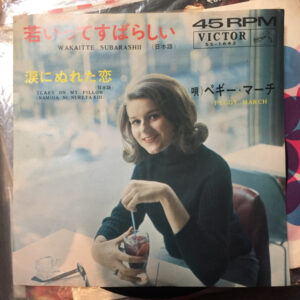 若いってすばらしい
WAKAITTE SUBARASHII (日本語)
涙にぬれた恋
日本語
TEARS ON MY PILLOW
(NAMIDA NI NURETA KOI)
45 RPM
VICTOR
唄 ペギー・マーチ
PEGGY MARCH